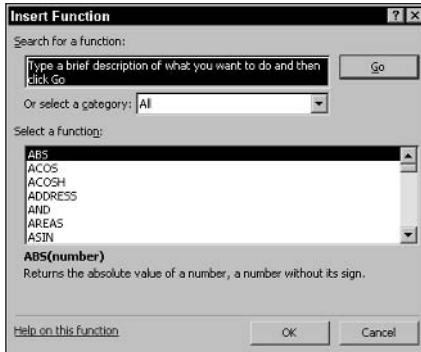 Insert Function
Search for a function:
Type a brief description of what you want to do and then
click Go
Go
Or select a category: All
Select a function:
ABS
ACOS
ACOSH
ADDRESS
AND
AREAS
ASIN
ABS(number)
Returns the absolute value of a number, a number without its sign.
Help on this function
OK
Cancel